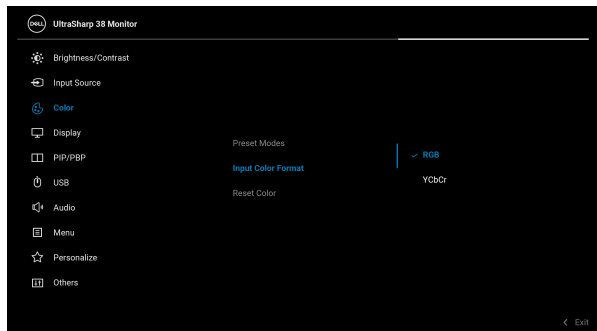 DELL UltraSharp 38 Monitor
Brightness/Contrast
Input Source
Color
Display
PIP/PBP
USB
Audio
Menu
Personalize
Others
Preset Modes
Input Color Format
Reset Color
RGB
YCbCr
Exit